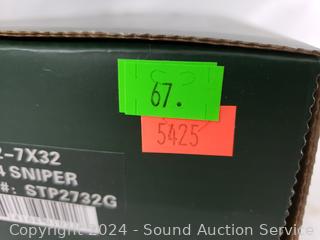 67.
5425
2-7X32
4 SNIPER
#: STP2732G
Copyright © 2024 - Sound Auction Service